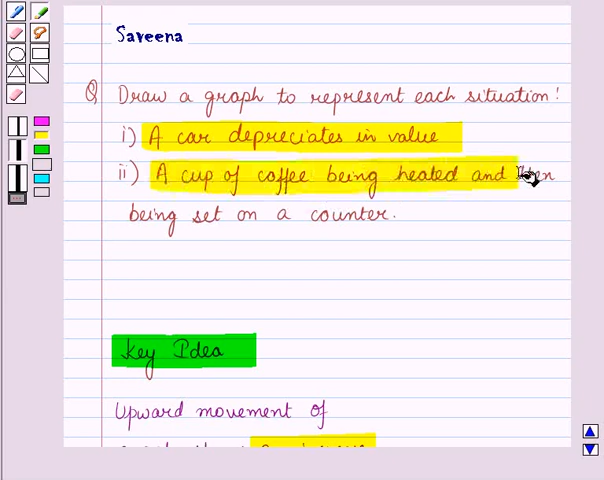 Saveena
Q Draw a graph to represent each situation!
i) A car depreciates in value
ii) A cup of coffee being heated and then
being set on a counter.
Key Idea
Upward movement of